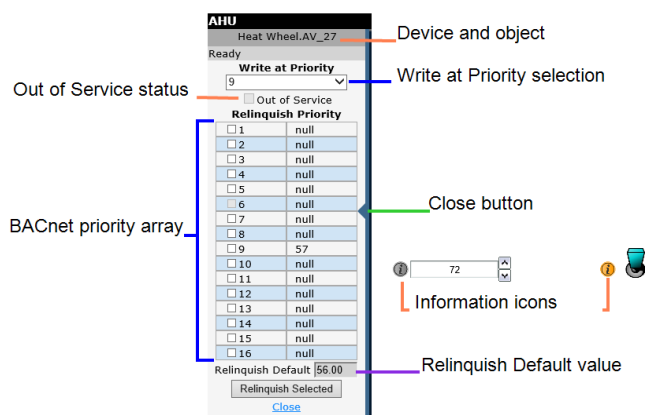 AHU
Heat Wheel.AV_27
Device and object
Ready
Write at Priority
9
Write at Priority selection
Out of Service status
Out of Service
Relinquish Priority
1 null
2 null
3 null
4 null
5 null
6 null
7 null
8 null
9 57
10 null
11 null
12 null
13 null
14 null
15 null
16 null
BACnet priority array
Close button
i 72 i
Information icons
Relinquish Default 56.00
Relinquish Default value
Relinquish Selected
Close